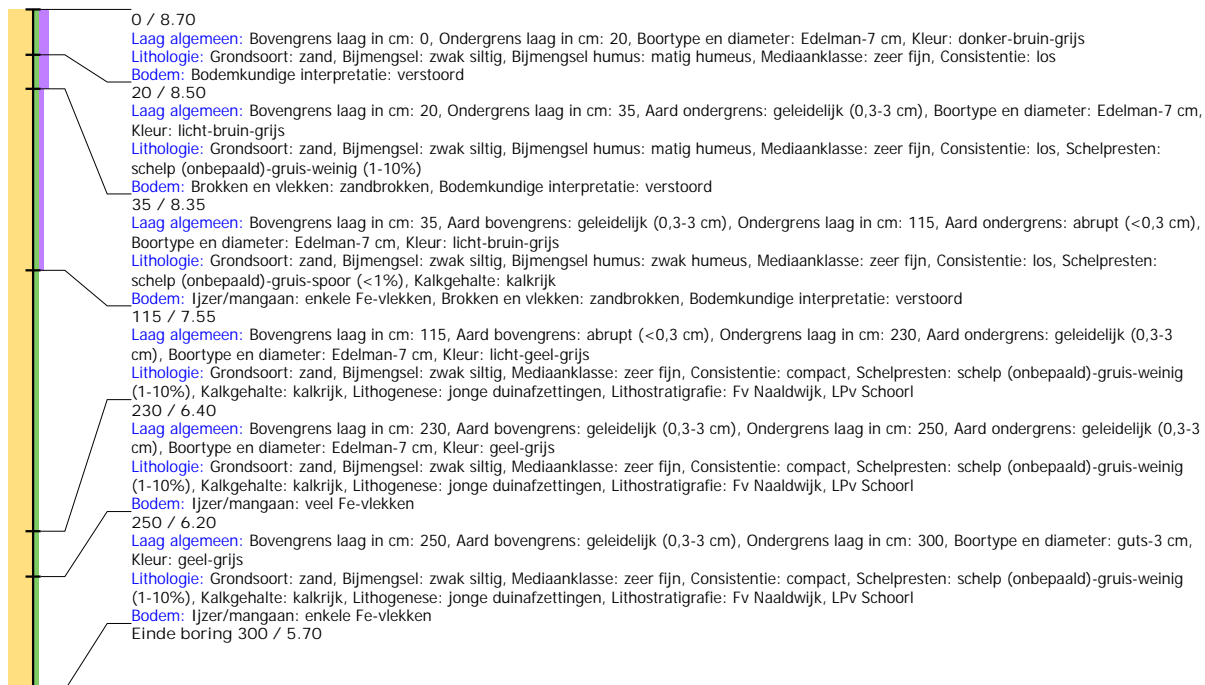 0 / 8.70
Laag algemeen: Bovengrens laag in cm: 0, Ondergrens laag in cm: 20, Boortype en diameter: Edelman-7 cm, Kleur: donker-bruin-grijs
Lithologie: Grondsoort: zand, Bijmengsel: zwak siltig, Bijmengsel humus: matig humeus, Mediaanklasse: zeer fijn, Consistentie: los
Bodem: Bodemkundige interpretatie: verstoord
20 / 8.50
Laag algemeen: Bovengrens laag in cm: 20, Ondergrens laag in cm: 35, Aard ondergrens: geleidelijk (0,3-3 cm), Boortype en diameter: Edelman-7 cm,
Kleur: licht-bruin-grijs
Lithologie: Grondsoort: zand, Bijmengsel: zwak siltig, Bijmengsel humus: matig humeus, Mediaanklasse: zeer fijn, Consistentie: los, Schelpresten:
schelp (onbepaald)-gruis-weinig (1-10%)
Bodem: Brokken en vlekken: zandbrokken, Bodemkundige interpretatie: verstoord
35 / 8.35
Laag algemeen: Bovengrens laag in cm: 35, Aard bovengrens: geleidelijk (0,3-3 cm), Ondergrens laag in cm: 115, Aard ondergrens: abrupt (<0,3 cm),
Boortype en diameter: Edelman-7 cm, Kleur: licht-bruin-grijs
Lithologie: Grondsoort: zand, Bijmengsel: zwak siltig, Bijmengsel humus: zwak humeus, Mediaanklasse: zeer fijn, Consistentie: los, Schelpresten:
schelp (onbepaald)-gruis-spoor (<1%), Kalkgehalte: kalkrijk
Bodem: Ijzer/mangaan: enkele Fe-vlekken, Brokken en vlekken: zandbrokken, Bodemkundige interpretatie: verstoord
115 / 7.55
Laag algemeen: Bovengrens laag in cm: 115, Aard bovengrens: abrupt (<0,3 cm), Ondergrens laag in cm: 230, Aard ondergrens: geleidelijk (0,3-3
cm), Boortype en diameter: Edelman-7 cm, Kleur: licht-geel-grijs
Lithologie: Grondsoort: zand, Bijmengsel: zwak siltig, Mediaanklasse: zeer fijn, Consistentie: compact, Schelpresten: schelp (onbepaald)-gruis-weinig
(1-10%), Kalkgehalte: kalkrijk, Lithogenese: jonge duinafzettingen, Lithostratigrafie: Fv Naaldwijk, LPv Schoorl
230 / 6.40
Laag algemeen: Bovengrens laag in cm: 230, Aard bovengrens: geleidelijk (0,3-3 cm), Ondergrens laag in cm: 250, Aard ondergrens: geleidelijk (0,3-3
cm), Boortype en diameter: Edelman-7 cm, Kleur: geel-grijs
Lithologie: Grondsoort: zand, Bijmengsel: zwak siltig, Mediaanklasse: zeer fijn, Consistentie: compact, Schelpresten: schelp (onbepaald)-gruis-weinig
(1-10%), Kalkgehalte: kalkrijk, Lithogenese: jonge duinafzettingen, Lithostratigrafie: Fv Naaldwijk, LPv Schoorl
Bodem: Ijzer/mangaan: veel Fe-vlekken
250 / 6.20
Laag algemeen: Bovengrens laag in cm: 250, Aard bovengrens: geleidelijk (0,3-3 cm), Ondergrens laag in cm: 300, Boortype en diameter: guts-3 cm,
Kleur: geel-grijs
Lithologie: Grondsoort: zand, Bijmengsel: zwak siltig, Mediaanklasse: zeer fijn, Consistentie: compact, Schelpresten: schelp (onbepaald)-gruis-weinig
(1-10%), Kalkgehalte: kalkrijk, Lithogenese: jonge duinafzettingen, Lithostratigrafie: Fv Naaldwijk, LPv Schoorl
Bodem: Ijzer/mangaan: enkele Fe-vlekken
Einde boring 300 / 5.70